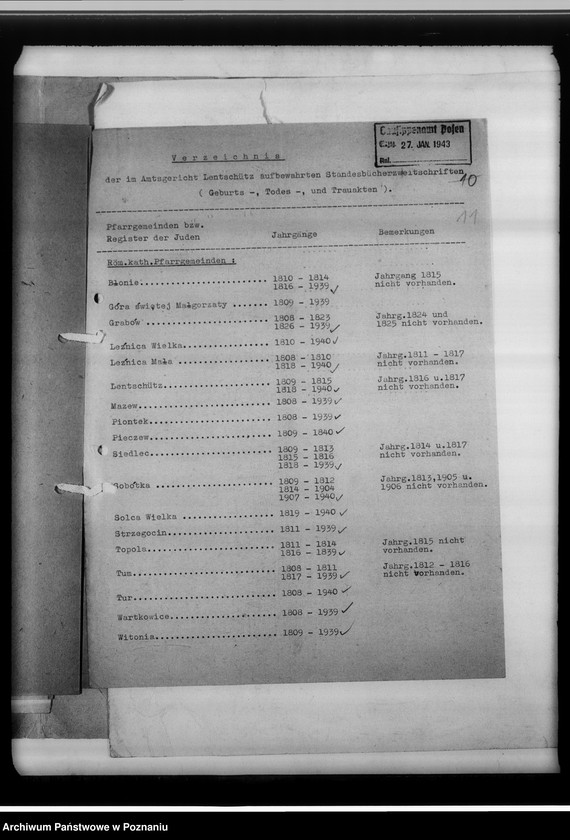 Gausippenamt Posen
Eing. 27. JAN. 1943
Ref.
Verzeichnis
der im Amtsgericht Lentschütz aufbewahrten Standesbücherzweitschriften
( Geburts -, Todes -, und Trauakten ).
10
11
Pfarrgemeinden bzw.
Register der Juden Jahrgänge Bemerkungen
Röm.kath.Pfarrgemeinden :
Błonie........................ 1810 - 1814 Jahrgang 1815
1816 - 1939 ✓ nicht vorhanden.
Góra świętej Małgorzaty ....... 1809 - 1939
Grabów ....................... 1808 - 1823 Jahrg.1824 und
1826 - 1939 ✓ 1825 nicht vorhanden.
Leźnica Wielka................ 1810 - 1940 ✓
Leźnica Mała ................. 1808 - 1810 Jahrg.1811 - 1817
1818 - 1940 ✓ nicht vorhanden.
Lentschütz.................... 1809 - 1815 Jahrg.1816 u.1817
1818 - 1940 ✓ nicht vorhanden.
Mazew......................... 1808 - 1939 ✓
Piontek....................... 1808 - 1939 ✓
Pieczew....................... 1809 - 1840 ✓
Siedlec....................... 1809 - 1813 Jahrg.1814 u.1817
1815 - 1816 nicht vorhanden.
1818 - 1939 ✓
Sobótka ...................... 1809 - 1812 Jahrg.1813,1905 u.
1814 - 1904 1906 nicht vorhanden.
1907 - 1940 ✓
Solca Wielka ................. 1819 - 1940 ✓
Strzegocin.................... 1811 - 1939 ✓
Topola........................ 1811 - 1814 Jahrg.1815 nicht
1816 - 1839 ✓ vorhanden.
Tum........................... 1808 - 1811 Jahrg.1812 - 1816
1817 - 1939 ✓ nicht vorhanden.
Tur........................... 1808 - 1940 ✓
Wartkowice.................... 1808 - 1939 ✓
Witonia....................... 1809 - 1939 ✓
Archiwum Państwowe w Poznaniu